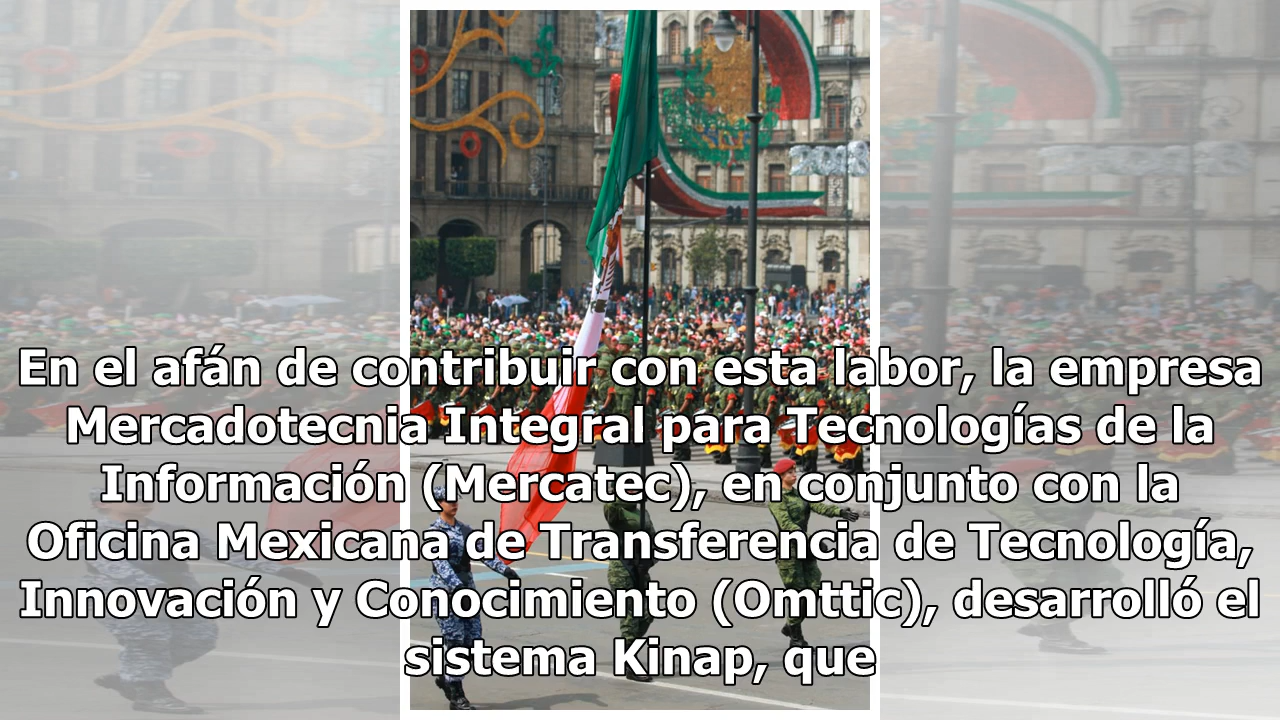 En el afán de contribuir con esta labor, la empresa
Mercadotecnia Integral para Tecnologías de la
Información (Mercatec), en conjunto con la
Oficina Mexicana de Transferencia de Tecnología,
Innovación y Conocimiento (Omttic), desarrolló el
sistema Kinap, que